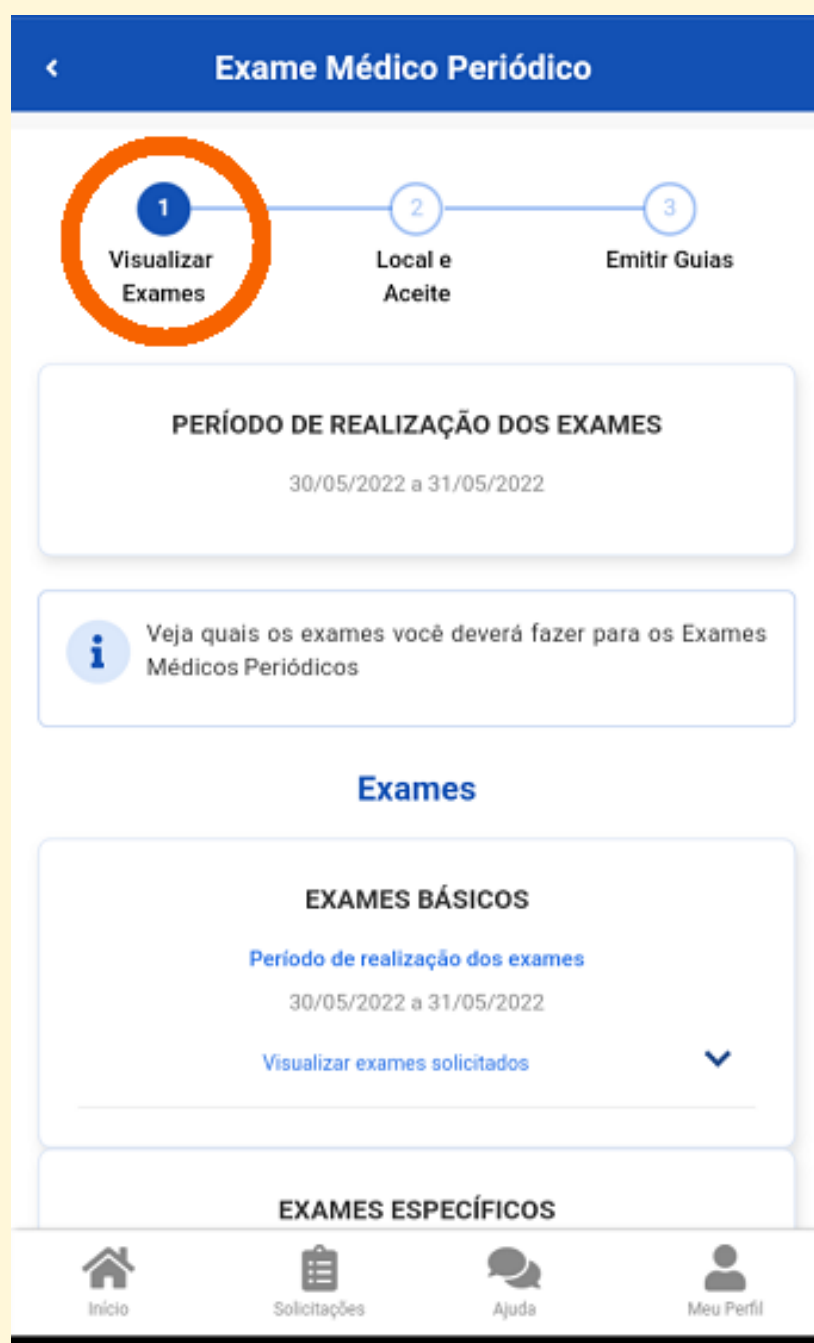 Exame Médico Periódico
1
2
3
Visualizar
Exames
Local e
Aceite
Emitir Guias
PERÍODO DE REALIZAÇÃO DOS EXAMES
30/05/2022 a 31/05/2022
Veja quais os exames você deverá fazer para os Exames
Médicos Periódicos
Exames
EXAMES BÁSICOS
Período de realização dos exames
30/05/2022 a 31/05/2022
Visualizar exames solicitados
EXAMES ESPECÍFICOS
Início
Solicitações
Ajuda
Meu Perfil